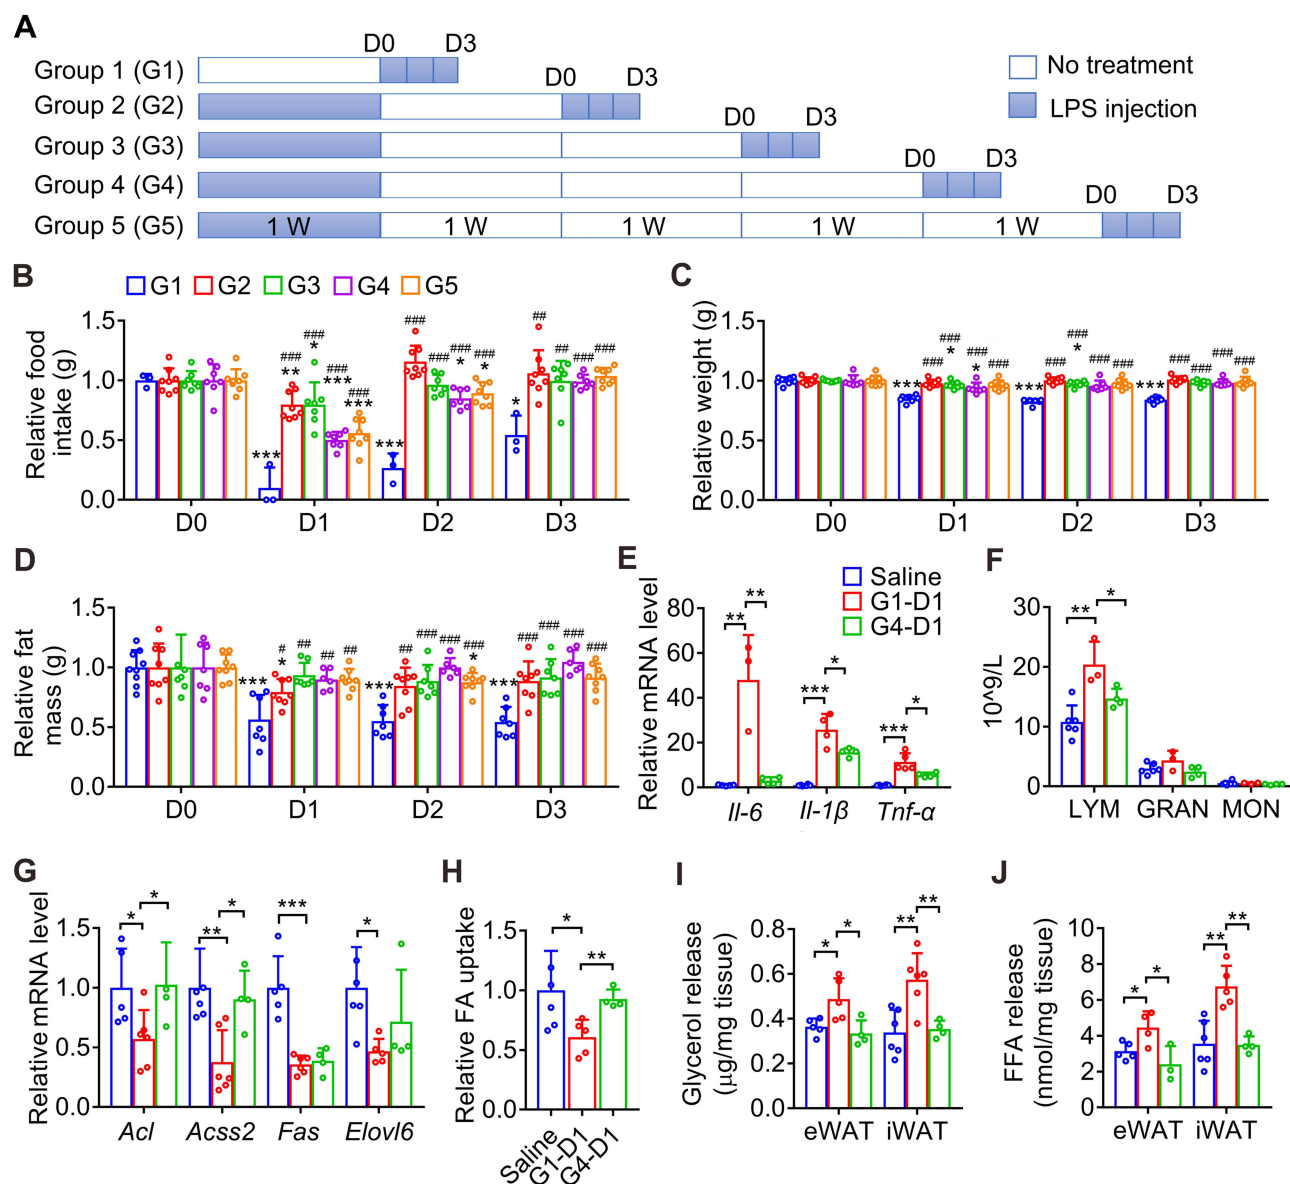 A
D0 D3
Group 1 (G1)
D0 D3
Group 2 (G2)
D0 D3
Group 3 (G3)
D0 D3
Group 4 (G4)
D0 D3
Group 5 (G5) 1 W 1 W 1 W 1 W 1 W
No treatment
LPS injection
B
G1 G2 G3 G4 G5
Relative food
intake (g)
1.5
1.0
0.5
0.0
*** ### ** ### * ### *** ### ***
*** ### ### ### * ### *
* ## ## ### ###
D0 D1 D2 D3
C
Relative weight (g)
1.5
1.0
0.5
0.0
*** ### ### * ### * ###
*** ### ### * ### ###
*** ### ### ### ###
D0 D1 D2 D3
D
Relative fat
mass (g)
1.5
1.0
0.5
0.0
*** # * ## ## ##
*** ## ### ### ### *
*** ### ### ### ###
D0 D1 D2 D3
E
Saline
G1-D1
G4-D1
Relative mRNA level
80
60
40
20
0
** **
*** *
*** *
Il-6 Il-1β Tnf-α
F
10^9/L
30
20
10
0
** *
LYM GRAN MON
G
Relative mRNA level
1.5
1.0
0.5
0.0
* *
** *
***
*
Acl Acss2 Fas Elovl6
H
Relative FA uptake
1.5
1.0
0.5
0.0
* **
Saline
G1-D1
G4-D1
I
Glycerol release
(μg/mg tissue)
0.8
0.6
0.4
0.2
0.0
* *
** **
eWAT iWAT
J
FFA release
(nmol/mg tissue)
10
8
6
4
2
0
* *
** **
eWAT iWAT